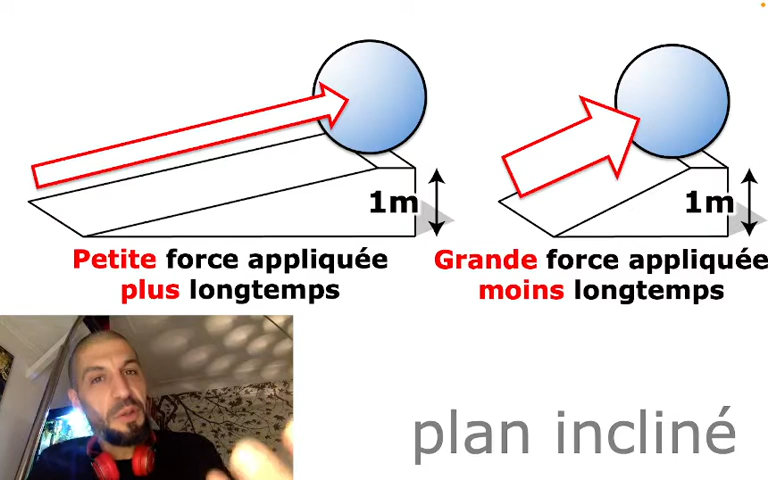 1m
1m
Petite force appliquée
plus longtemps
Grande force appliquée
moins longtemps
plan incliné